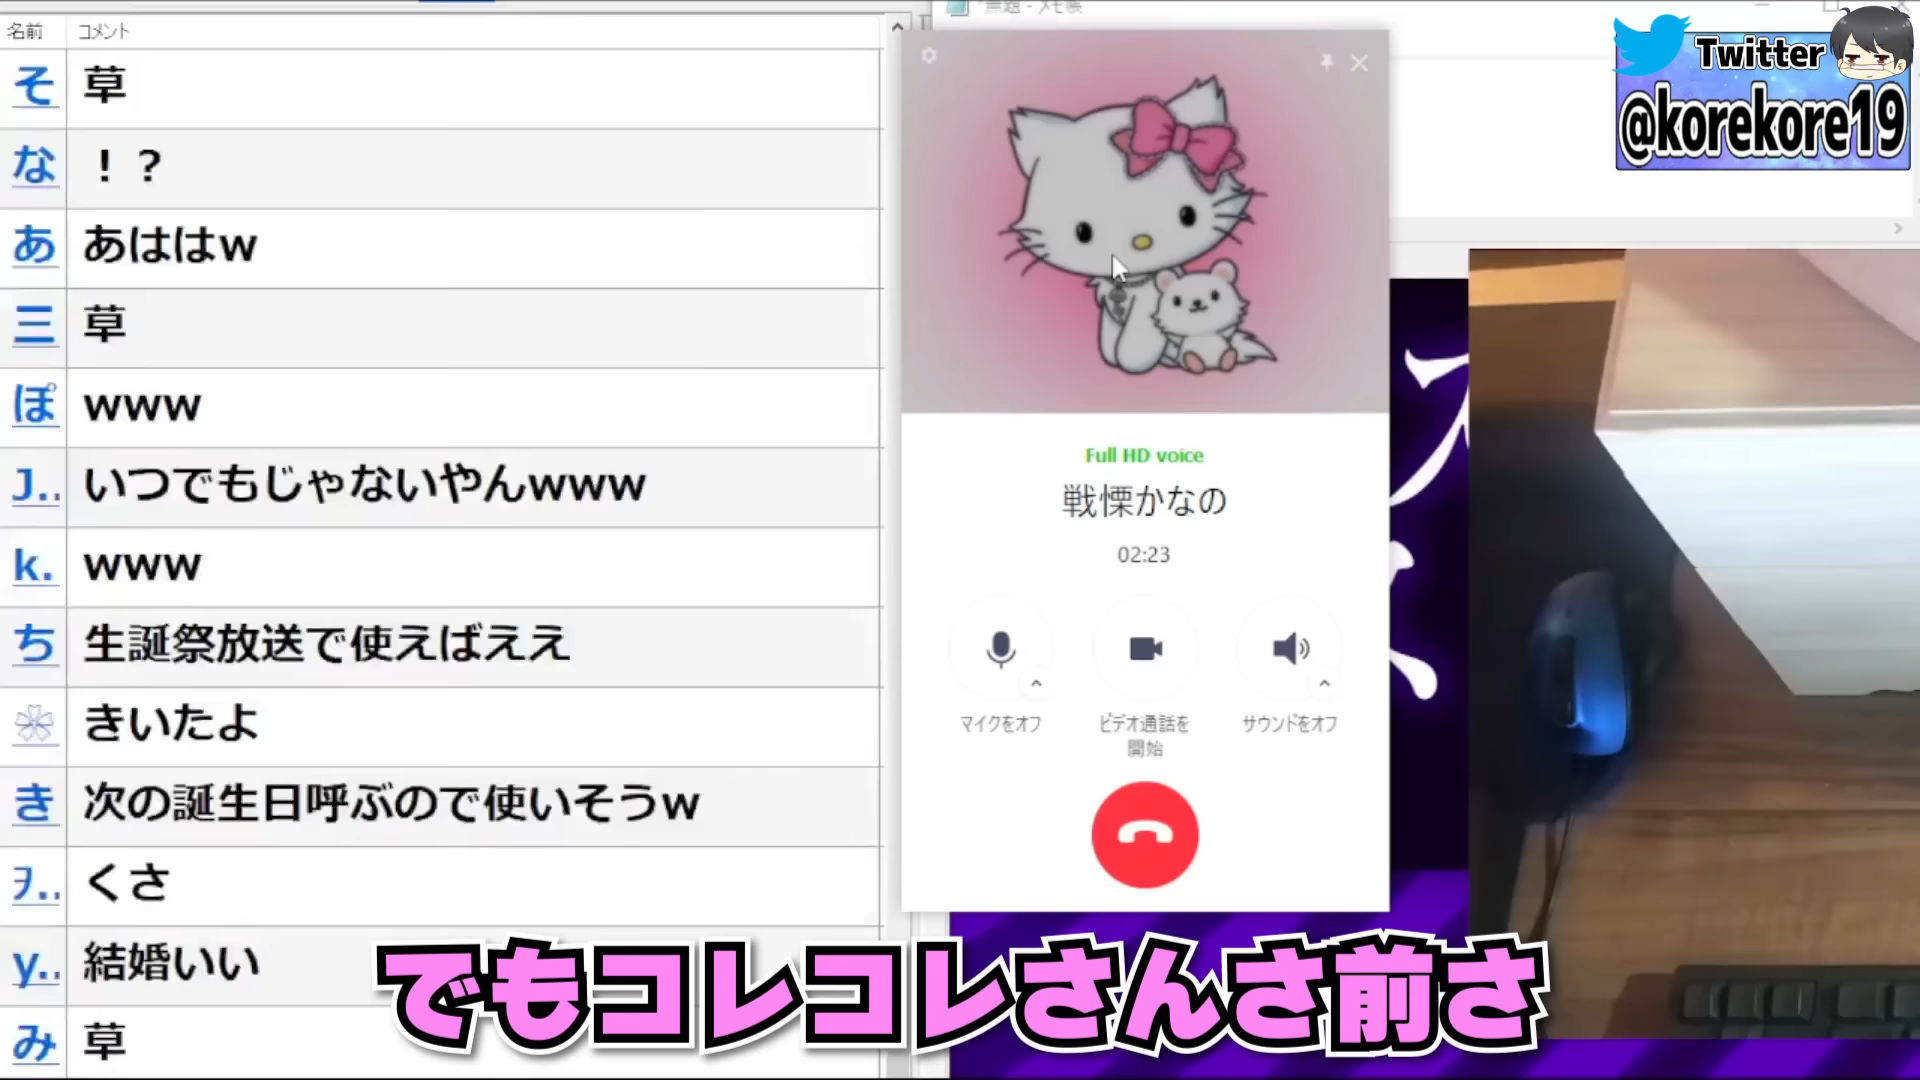 名前 コメント
そ 草
な ！？
あ あははw
三 草
ぽ www
J.. いつでもじゃないやんwww
k. www
ち 生誕祭放送で使えばええ
きいたよ
き 次の誕生日呼ぶので使いそうw
ｦ.. くさ
y.. 結婚いい
み 草
*無題 - メモ帳
Full HD voice
戦慄かなの
02:23
マイクをオフ
ビデオ通話を
開始
サウンドをオフ
Twitter
@korekore19
でもコレコレさんさ前さ